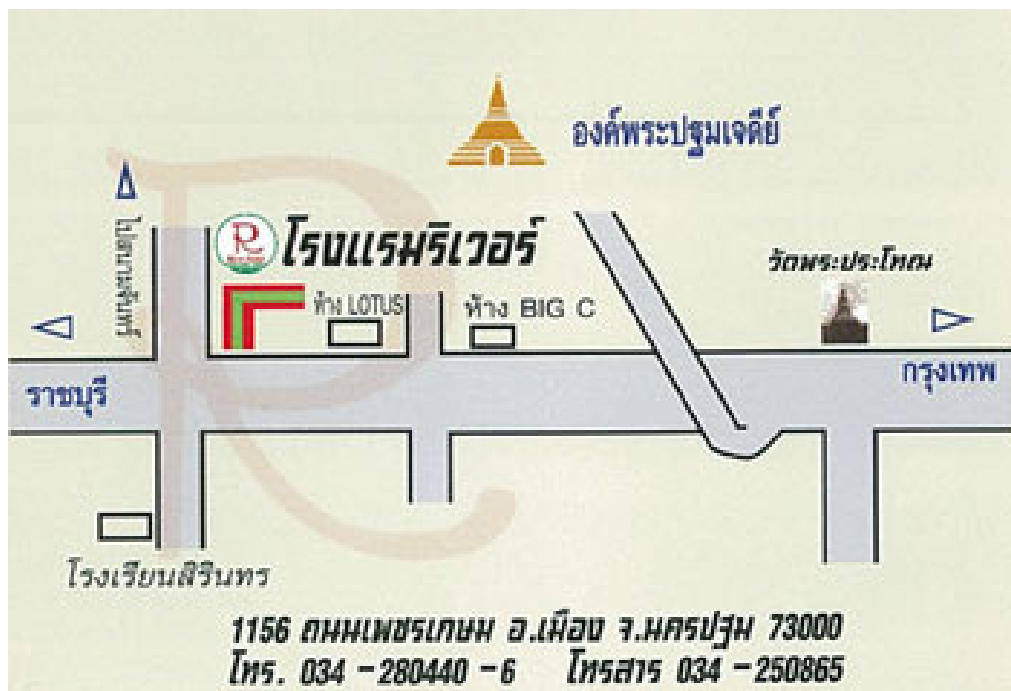 องค์พระปฐมเจดีย์
ไปสนามจันทร์
R
โรงแรมริเวอร์
วัดพระประโทณ
ห้าง LOTUS
ห้าง BIG C
ราชบุรี
กรุงเทพ
โรงเรียนสิรินทร
1156 ถนนเพชรเกษม อ.เมือง จ.นครปฐม 73000
โทร. 034 -280440 -6 โทรสาร 034 -250865